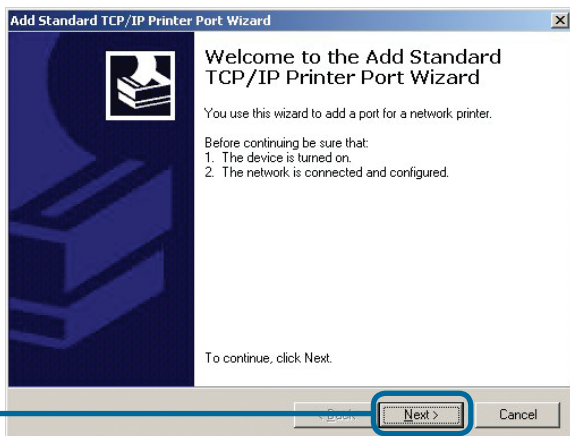 Add Standard TCP/IP Printer Port Wizard
Welcome to the Add Standard
TCP/IP Printer Port Wizard
You use this wizard to add a port for a network printer.
Before continuing be sure that:
1. The device is turned on.
2. The network is connected and configured.
To continue, click Next.
< Back
Next >
Cancel